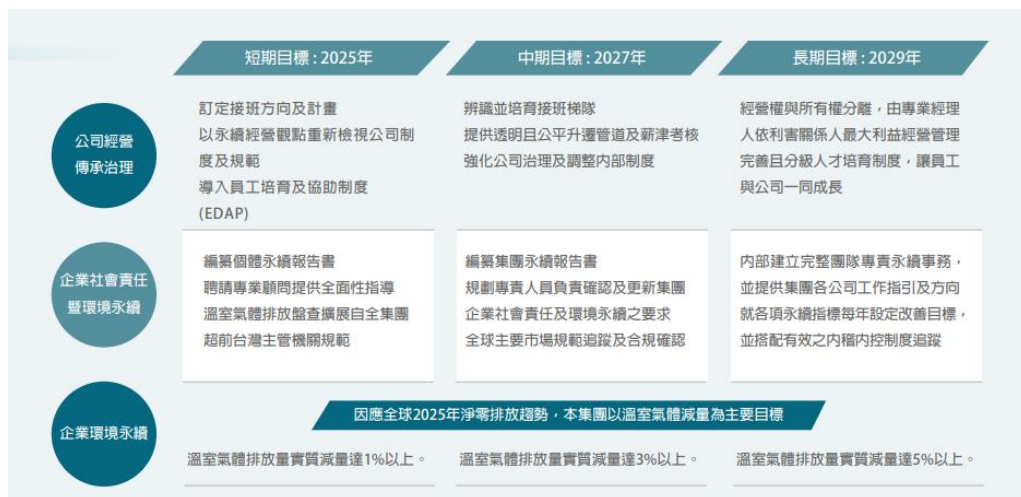 短期目標 : 2025年
中期目標 : 2027年
長期目標 : 2029年
公司經營
傳承治理
訂定接班方向及計畫
以永續經營觀點重新檢視公司制
度及規範
導入員工培育及協助制度
(EDAP)
辨識並培育接班梯隊
提供透明且公平升遷管道及薪津考核
強化公司治理及調整內部制度
經營權與所有權分離，由專業經理
人依利害關係人最大利益經營管理
完善且分級人才培育制度，讓員工
與公司一同成長
企業社會責任
暨環境永續
編纂個體永續報告書
聘請專業顧問提供全面性指導
溫室氣體排放盤查擴展自全集團
超前台灣主管機關規範
編纂集團永續報告書
規劃專責人員負責確認及更新集團
企業社會責任及環境永續之要求
全球主要市場規範追蹤及合規確認
內部建立完整團隊專責永續事務，
並提供集團各公司工作指引及方向
就各項永續指標每年設定改善目標，
並搭配有效之內稽內控制度追蹤
企業環境永續
因應全球2025年淨零排放趨勢，本集團以溫室氣體減量為主要目標
溫室氣體排放量實質減量達1%以上。
溫室氣體排放量實質減量達3%以上。
溫室氣體排放量實質減量達5%以上。